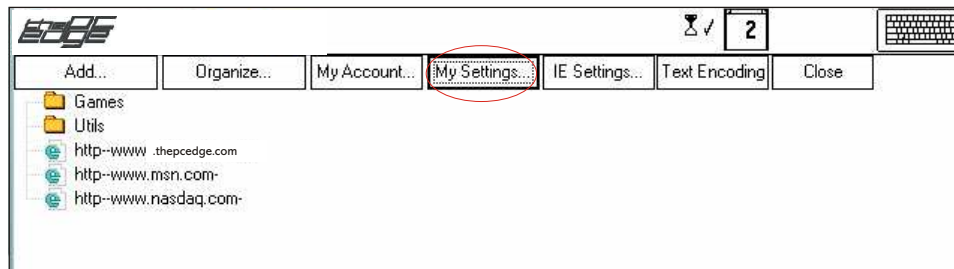 the EDGE
2
Add... Organize... My Account... My Settings... IE Settings... Text Encoding Close
Games
Utils
http--www .thepcedge.com
http--www.msn.com-
http--www.nasdaq.com-